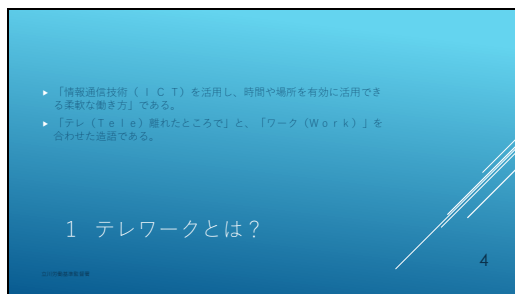 「情報通信技術（ＩＣＴ）を活用し、時間や場所を有効に活用でき
る柔軟な働き方」である。
「テレ（Ｔｅｌｅ）離れたところで」と、「ワーク（Ｗｏｒｋ）」を
合わせた造語である。
１　テレワークとは？
4